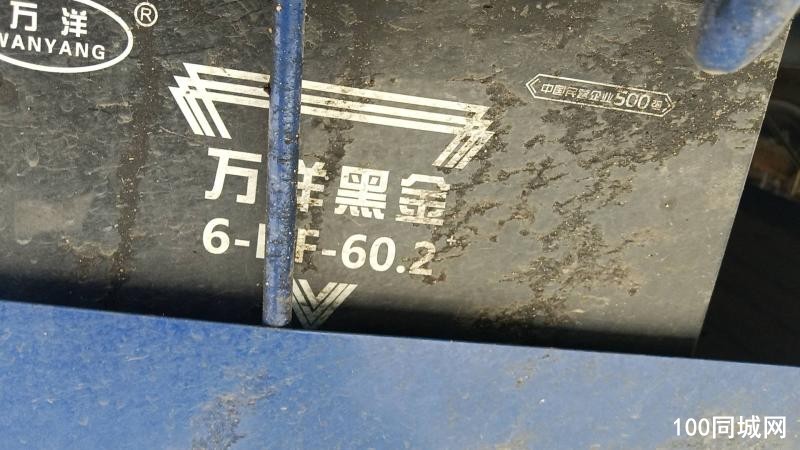 万洋
WANYANG
®
中国民营企业500强
万洋黑金
6-  F-60.2
100同城网